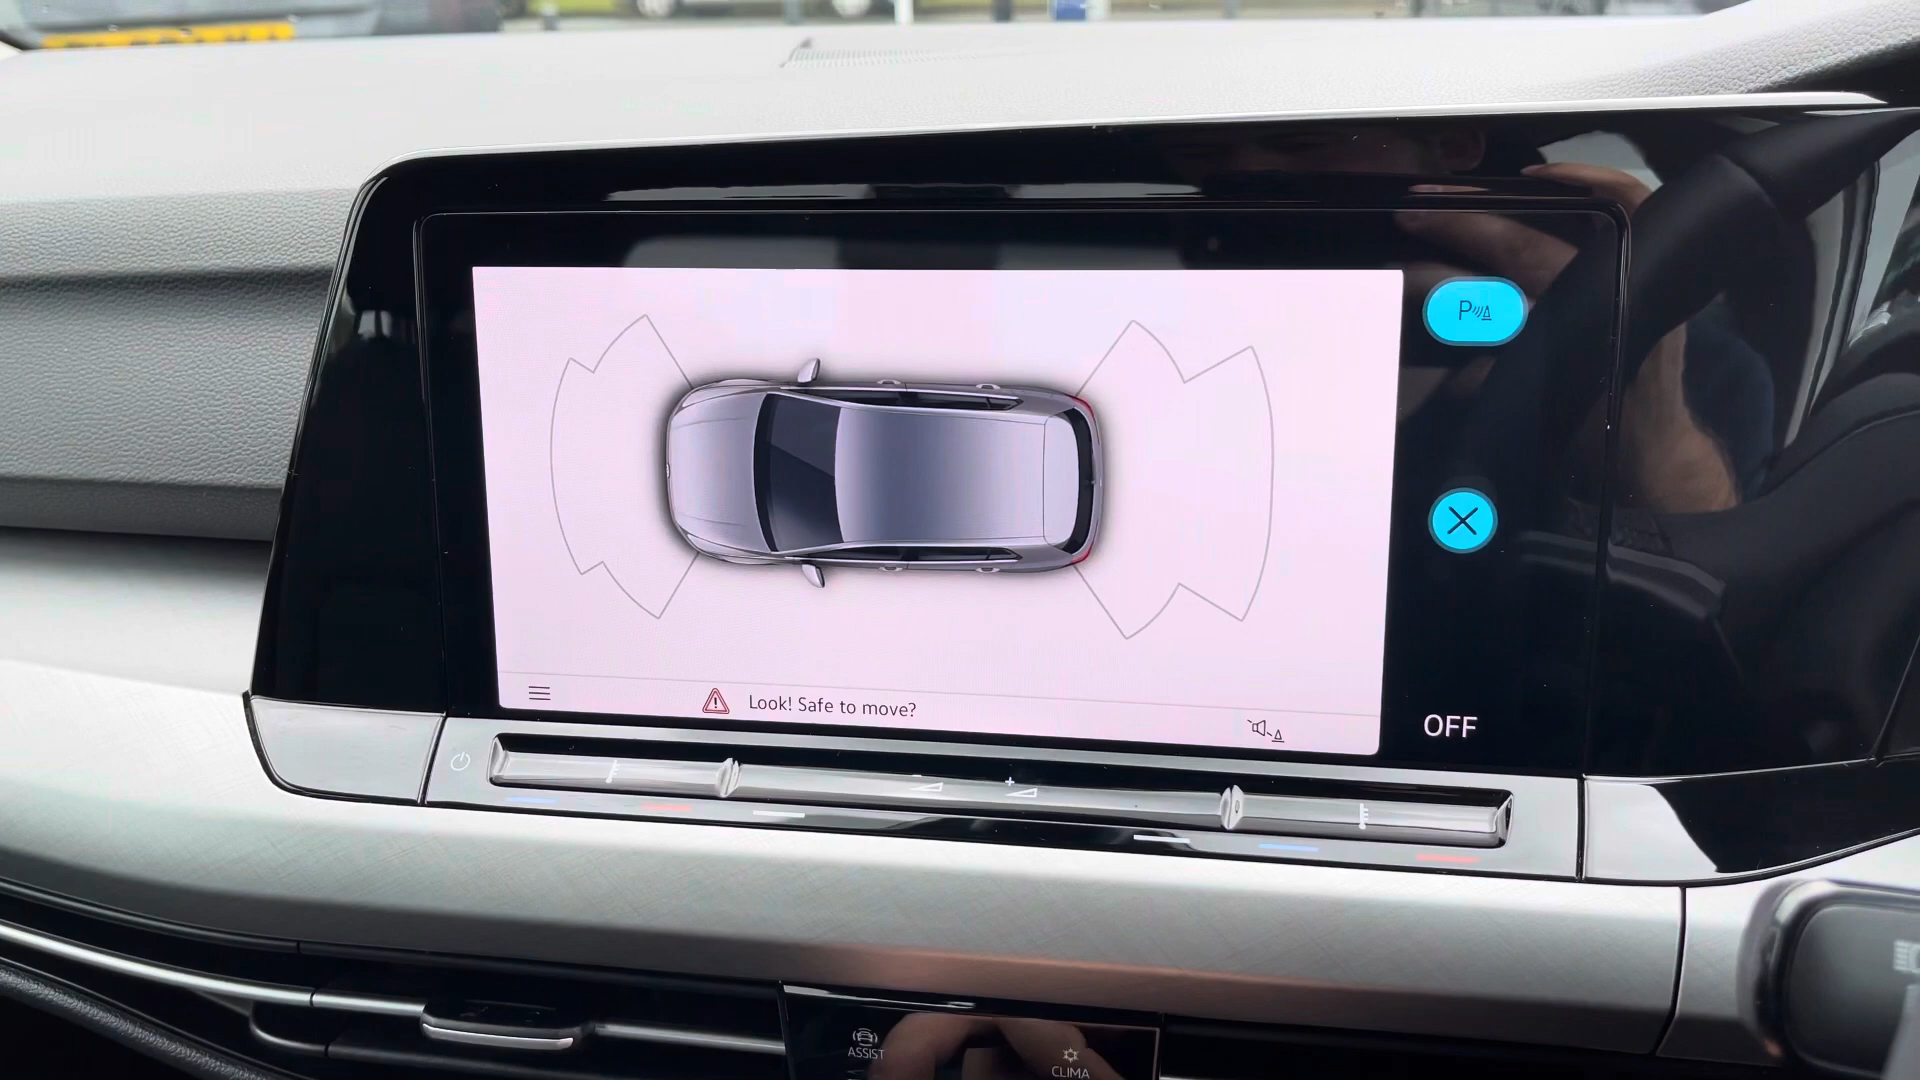 P
Look! Safe to move?
OFF
- +
ASSIST
CLIMA